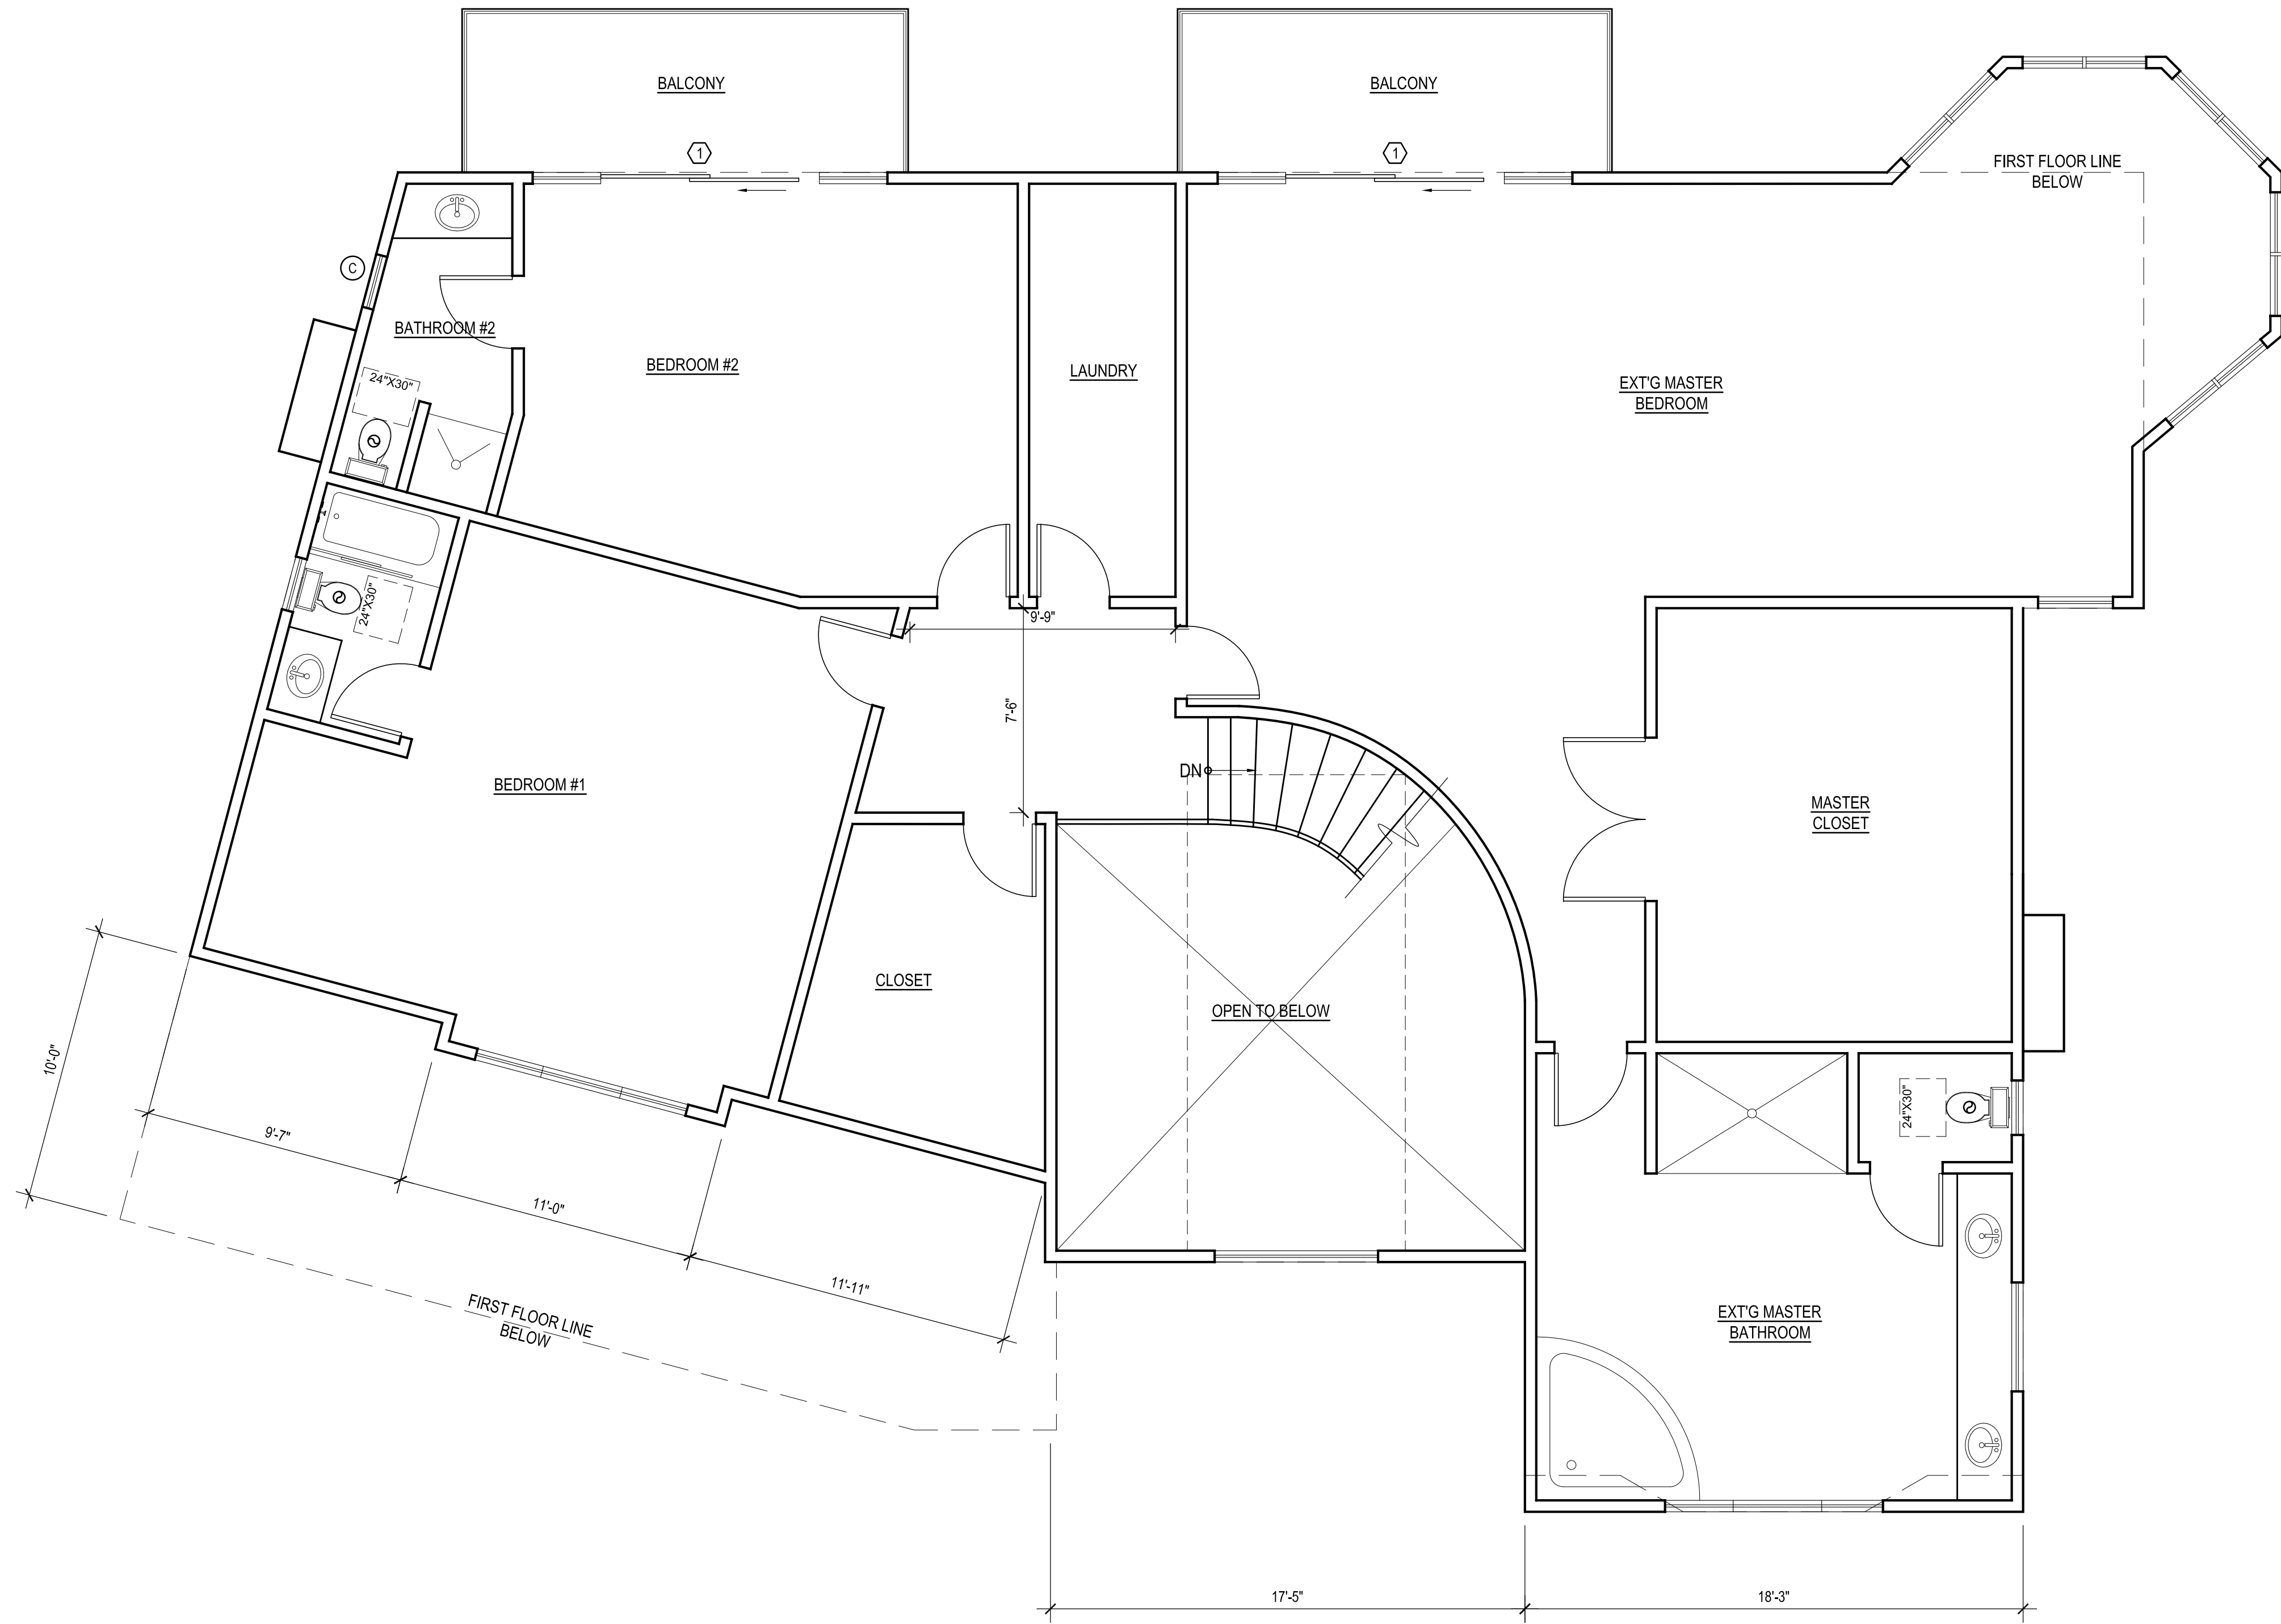 BALCONY
BALCONY
1
1
FIRST FLOOR LINE
BELOW
C
BATHROOM #2
24"X30"
BEDROOM #2
LAUNDRY
EXT'G MASTER
BEDROOM
24"X30"
9'-9"
7'-6"
DN
BEDROOM #1
MASTER
CLOSET
CLOSET
OPEN TO BELOW
10'-0"
24"X30"
9'-7"
11'-0"
11'-11"
FIRST FLOOR LINE
BELOW
EXT'G MASTER
BATHROOM
17'-5"
18'-3"